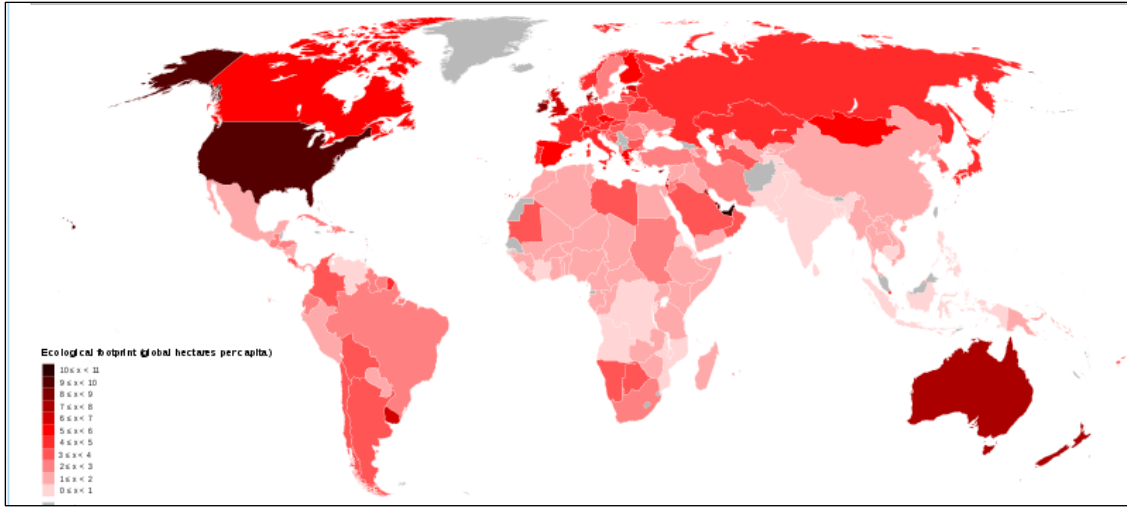 Ecological footprint (global hectares per capita)
10 ≤ x < 11
9 ≤ x < 10
8 ≤ x < 9
7 ≤ x < 8
6 ≤ x < 7
5 ≤ x < 6
4 ≤ x < 5
3 ≤ x < 4
2 ≤ x < 3
1 ≤ x < 2
0 ≤ x < 1